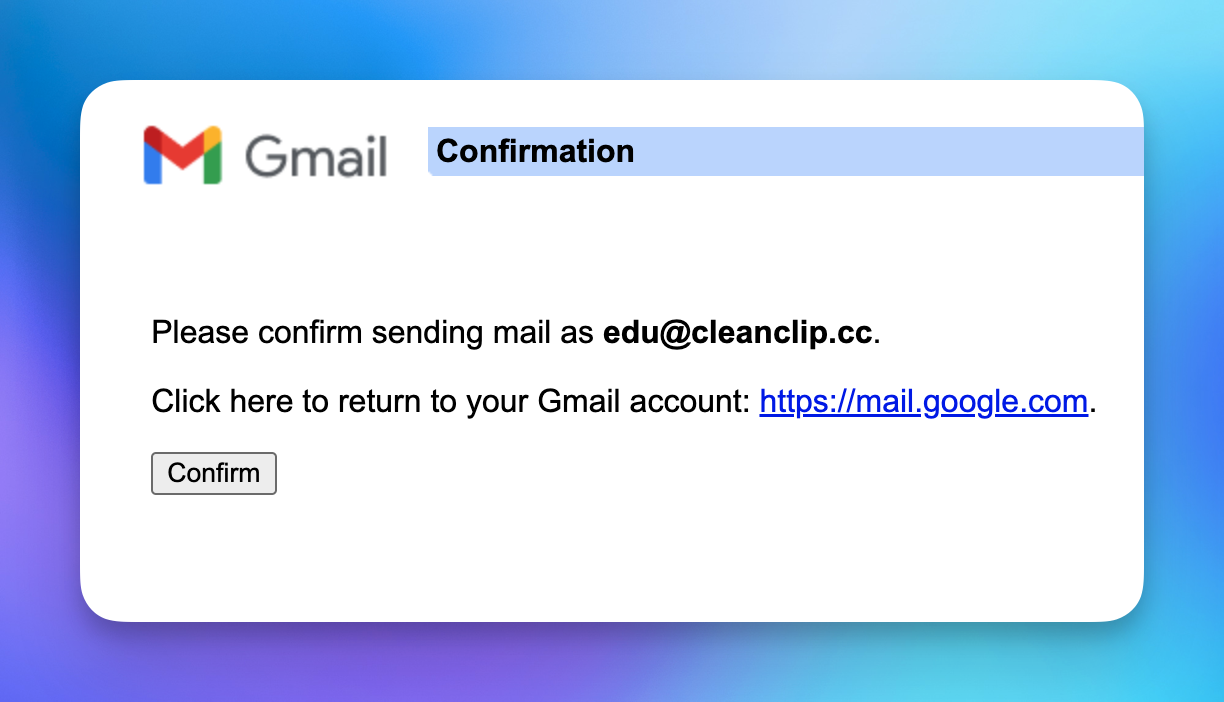 Gmail
Confirmation
Please confirm sending mail as edu@cleanclip.cc.
Click here to return to your Gmail account: https://mail.google.com.
Confirm